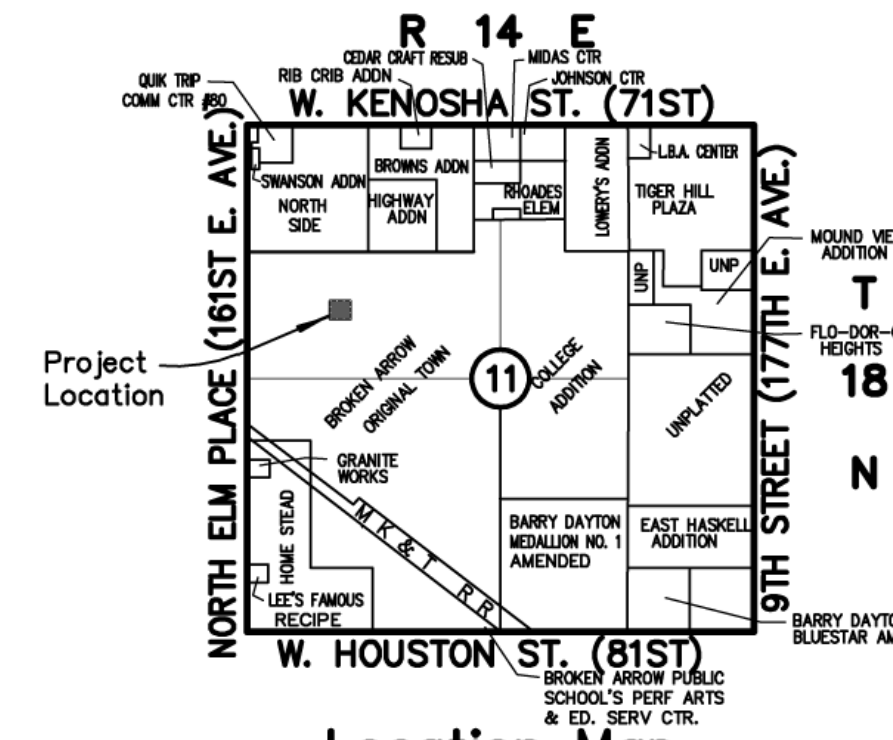 R 14 E
CEDAR CRAFT RESUB
MIDAS CTR
RIB CRIB ADDN
JOHNSON CTR
QUIK TRIP
COMM CTR #80
W. KENOSHA ST. (71ST)
SWANSON ADDN
NORTH
SIDE
BROWNS ADDN
HIGHWAY
ADDN
RHOADES
ELEM
LOWERY'S ADDN
L.B.A. CENTER
TIGER HILL
PLAZA
UNP
UNP
MOUND VIE
ADDITION
T
FLO-DOR-
HEIGHTS
18
N
Project
Location
NORTH ELM PLACE (161ST E. AVE.)
9TH STREET (177TH E. AVE.)
BROKEN ARROW
ORIGINAL TOWN
11
COLLEGE
ADDITION
UNPLATTED
GRANITE
WORKS
HOME STEAD
MK&T RR
LEE'S FAMOUS
RECIPE
BARRY DAYTON
MEDALLION NO. 1
AMENDED
EAST HASKELL
ADDITION
BARRY DAYTO
BLUESTAR AM
W. HOUSTON ST. (81ST)
BROKEN ARROW PUBLIC
SCHOOL'S PERF ARTS
& ED. SERV CTR.
Location Map